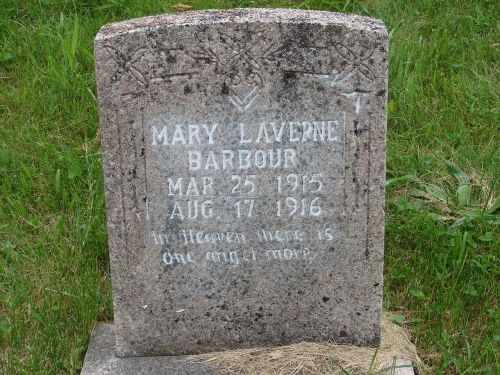 MARY LAVERNE
BARBOUR
MAR 25 1915
AUG. 17 1916
In Heaven there is
one angel more.